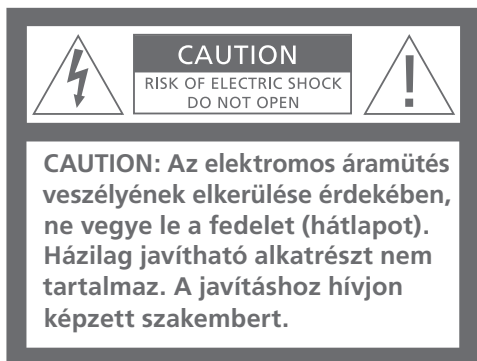 CAUTION
RISK OF ELECTRIC SHOCK
DO NOT OPEN
CAUTION: Az elektromos áramütés
veszélyének elkerülése érdekében,
ne vegye le a fedelet (hátlapot).
Házilag javítható alkatrészt nem
tartalmaz. A javításhoz hívjon
képzett szakembert.